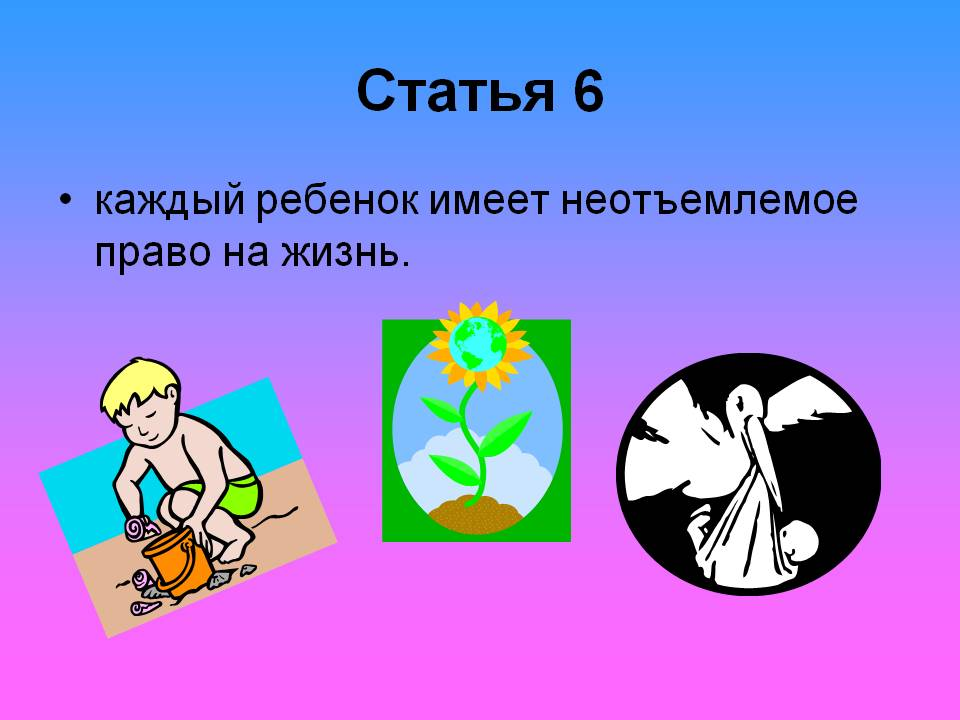 Статья 6
• каждый ребенок имеет неотъемлемое
право на жизнь.